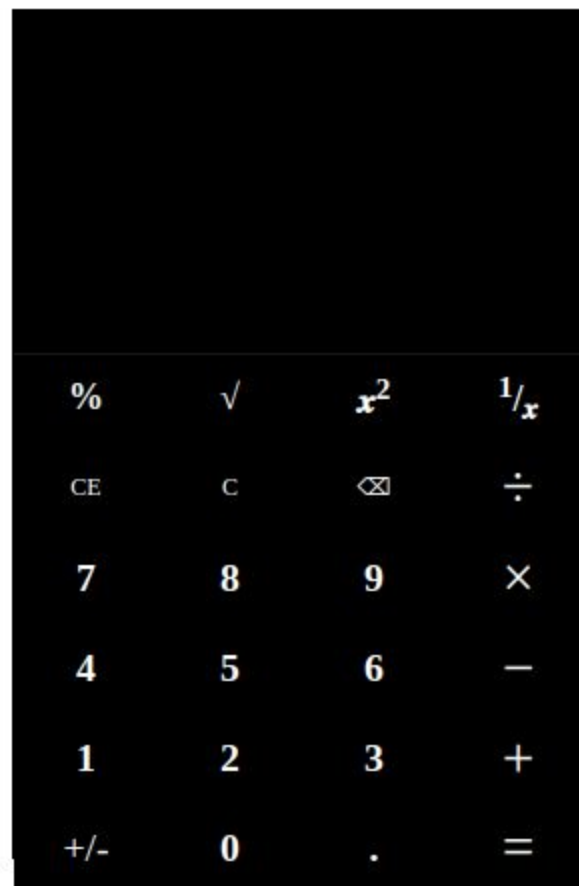 % √ x² ¹/x
CE C ⌫ ÷
7 8 9 ×
4 5 6 −
1 2 3 +
+/- 0 . =